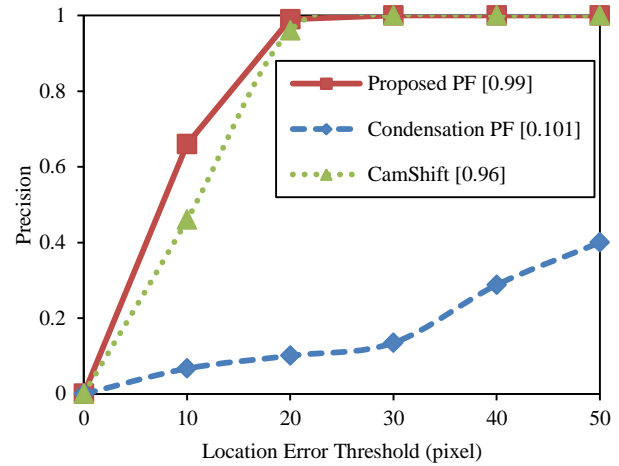 1
0.8
0.6
0.4
0.2
0
Precision
Proposed PF [0.99]
Condensation PF [0.101]
CamShift [0.96]
0 10 20 30 40 50
Location Error Threshold (pixel)